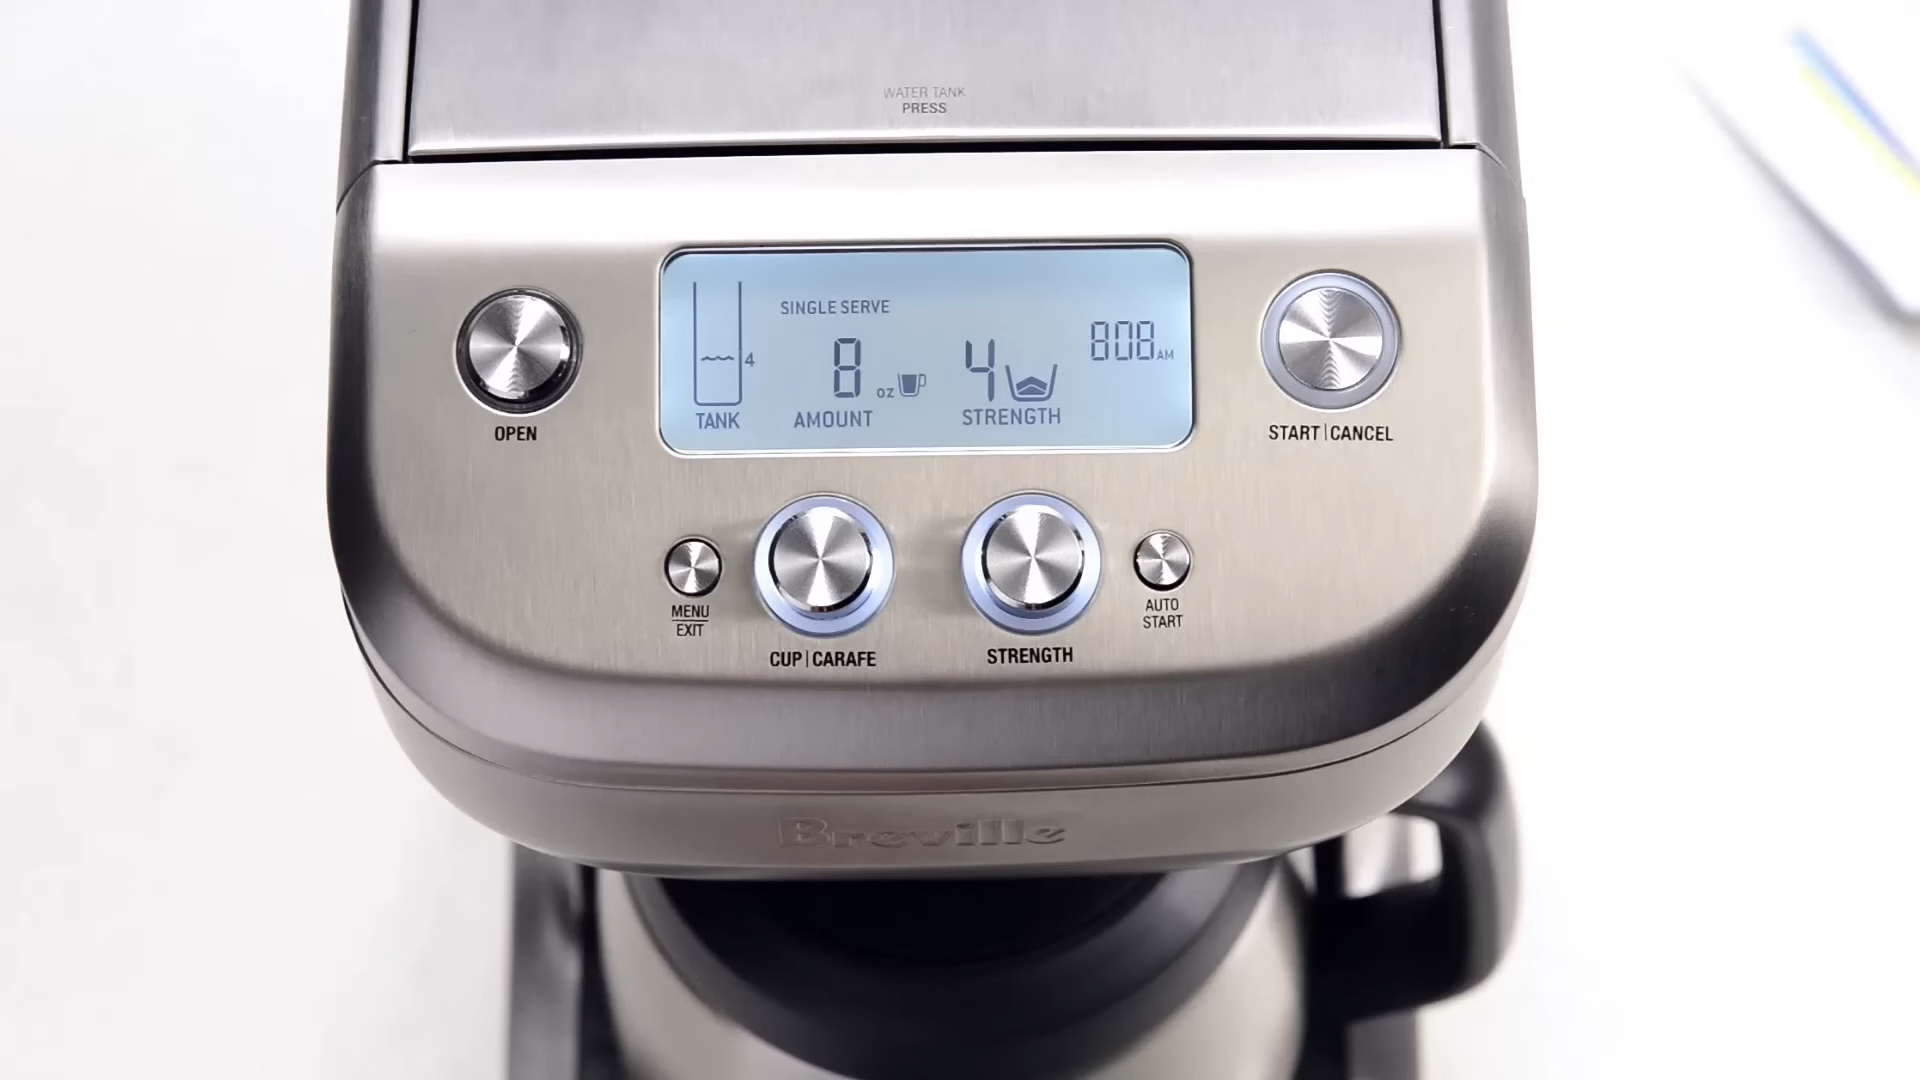 WATER TANK
PRESS
SINGLE SERVE
4
8 oz
4
808 AM
TANK
AMOUNT
STRENGTH
OPEN
START|CANCEL
MENU
EXIT
CUP|CARAFE
STRENGTH
AUTO
START
Breville